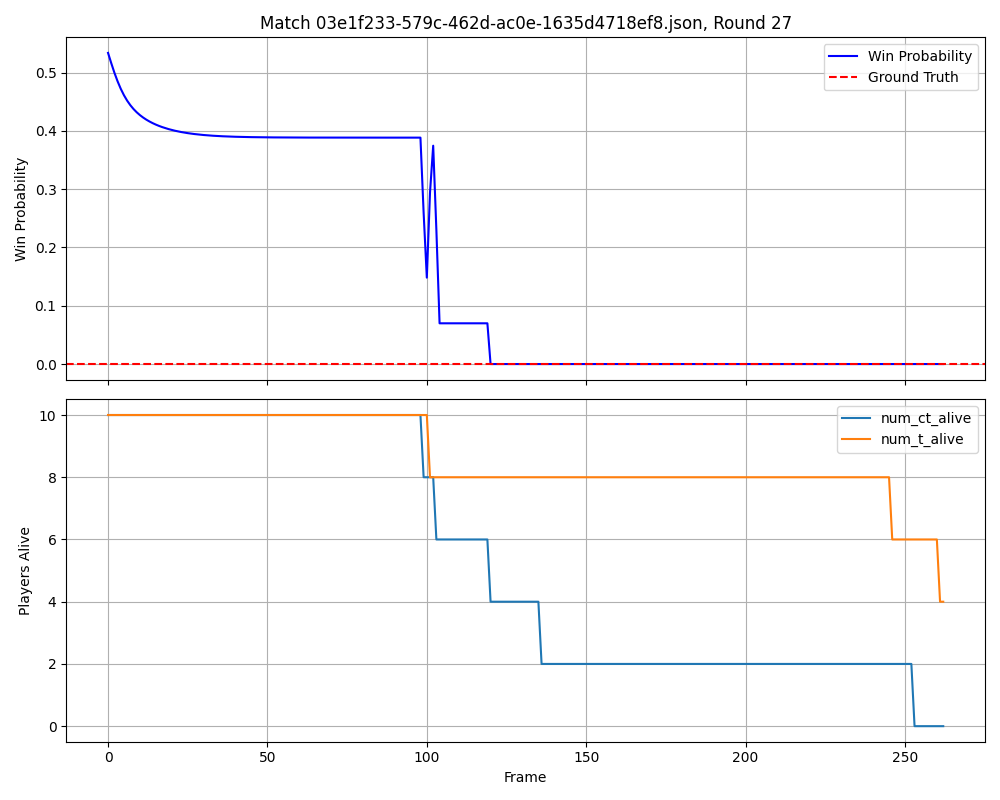 Match 03e1f233-579c-462d-ac0e-1635d4718ef8.json, Round 27
Win Probability
0.5
0.4
0.3
0.2
0.1
0.0
Win Probability
Ground Truth
Players Alive
10
8
6
4
2
0
num_ct_alive
num_t_alive
0 50 100 150 200 250
Frame